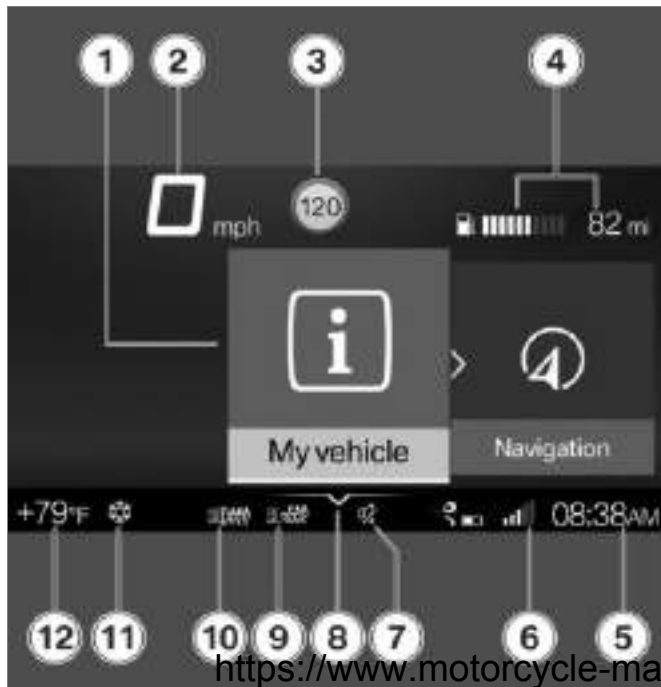 1 2 3 4
0 mph 120 82 mi
i
My vehicle Navigation
+79°F 08:38AM
12 11 10 9 8 7 6 5
https://www.motorcycle-ma